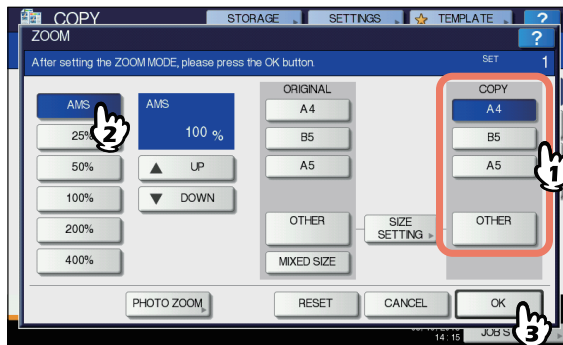 COPY STORAGE SETTINGS TEMPLATE ?
ZOOM ?
After setting the ZOOM MODE, please press the OK button. SET 1
ORIGINAL COPY
AMS AMS A4 A4
25% 100 % B5 B5
2
50% UP A5 A5
1
100% DOWN
200% OTHER SIZE SETTING OTHER
400% MIXED SIZE
PHOTO ZOOM RESET CANCEL OK
3
14:15 JOB S